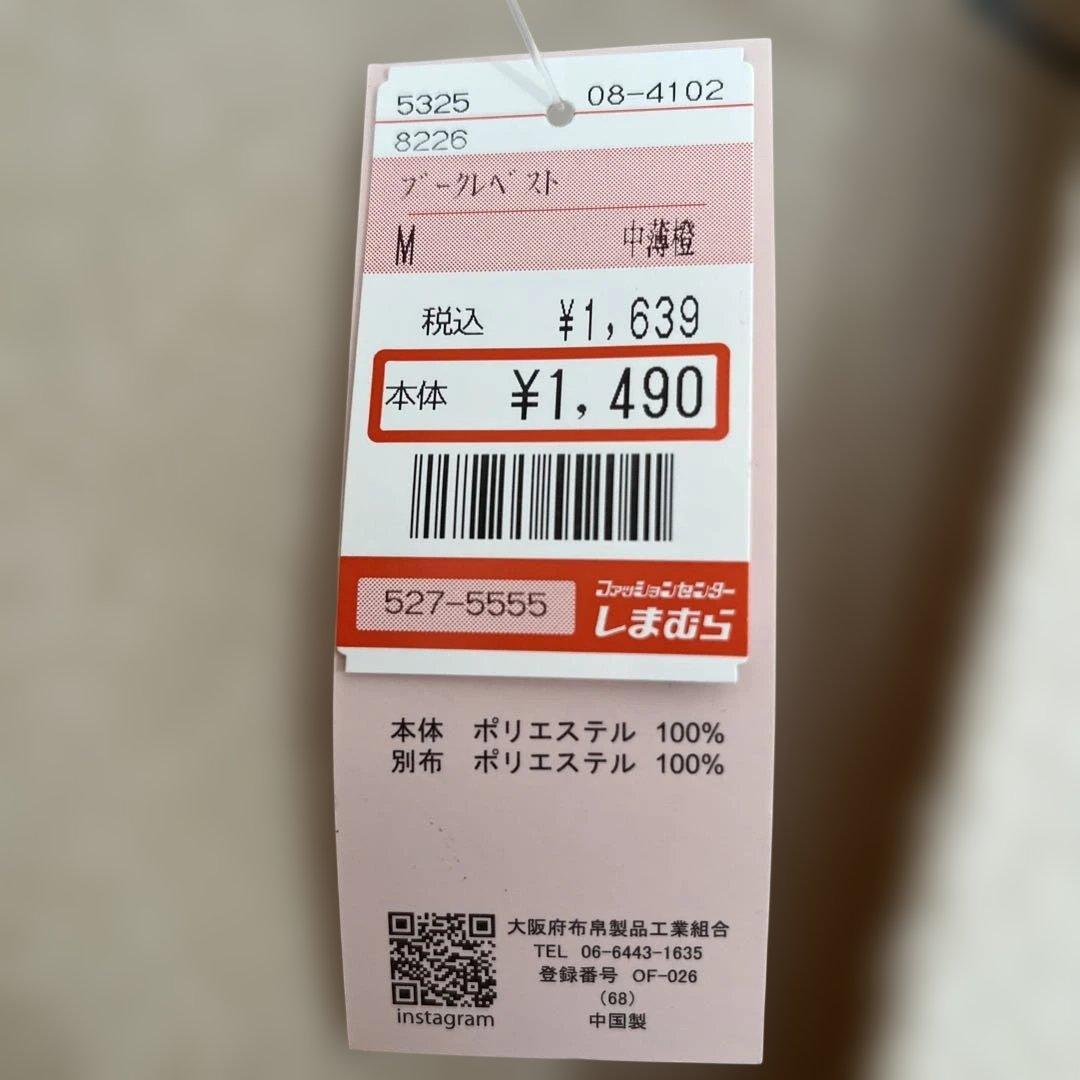 5325 08-4102
8226
ブークレベスト
M 中薄橙
税込 ¥1,639
本体 ¥1,490
527-5555
ファッションセンター
しまむら
本体 ポリエステル 100%
別布 ポリエステル 100%
大阪府布帛製品工業組合
TEL 06-6443-1635
登録番号 OF-026
(68)
中国製
instagram